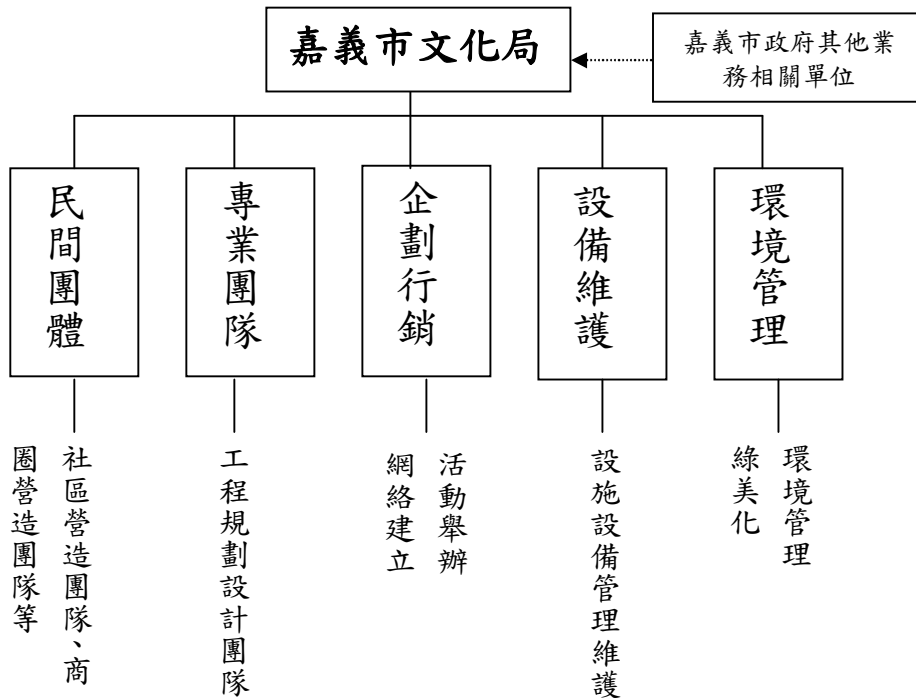 嘉義市文化局
嘉義市政府其他業
務相關單位
民間團體
專業團隊
企劃行銷
設備維護
環境管理
社區營造團隊、商
圈營造團隊等
工程規劃設計團隊
活動舉辦
網絡建立
設施設備管理維護
環境管理
綠美化